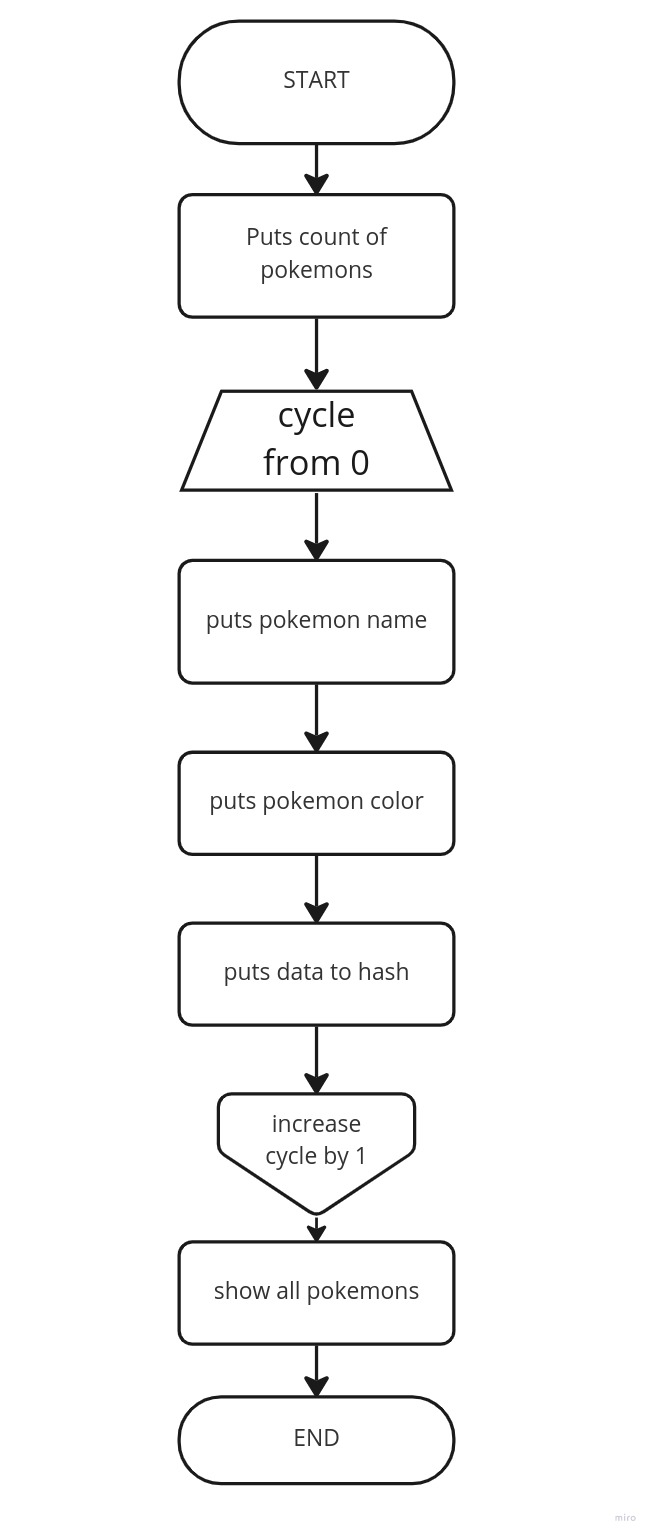 START
Puts count of
pokemons
cycle
from 0
puts pokemon name
puts pokemon color
puts data to hash
increase
cycle by 1
show all pokemons
END
miro